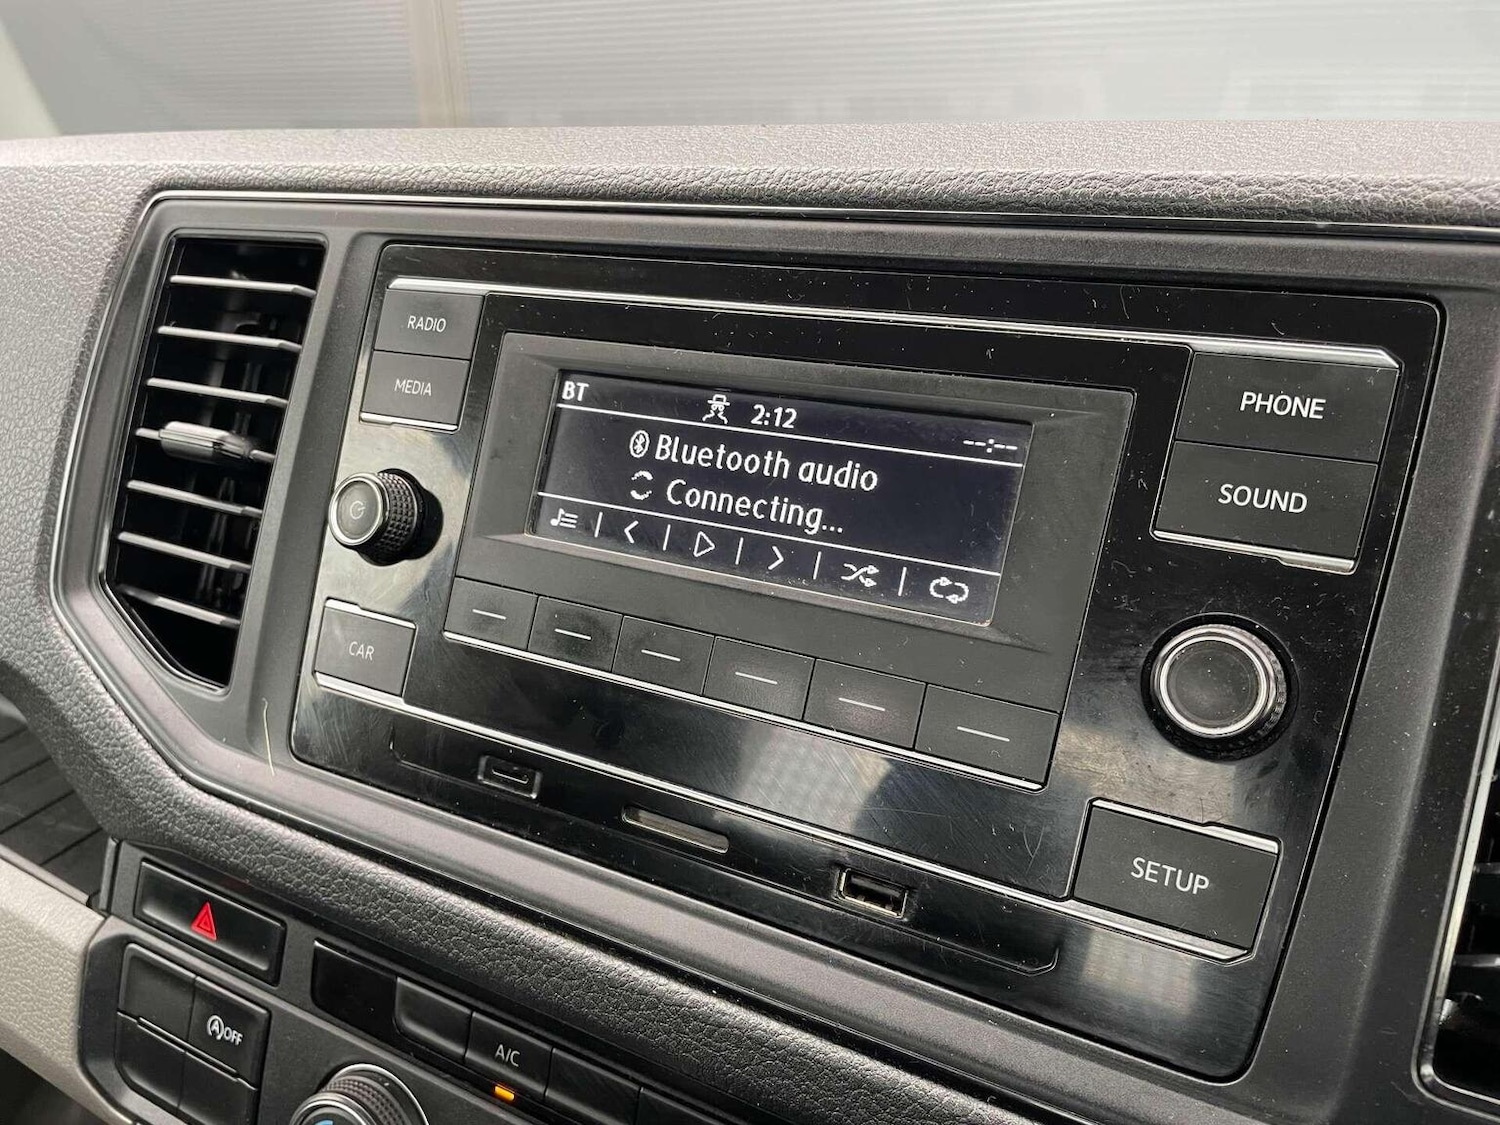 RADIO
MEDIA
BT
2:12
--:--
Bluetooth audio
Connecting...
PHONE
SOUND
CAR
SETUP
A OFF
A/C